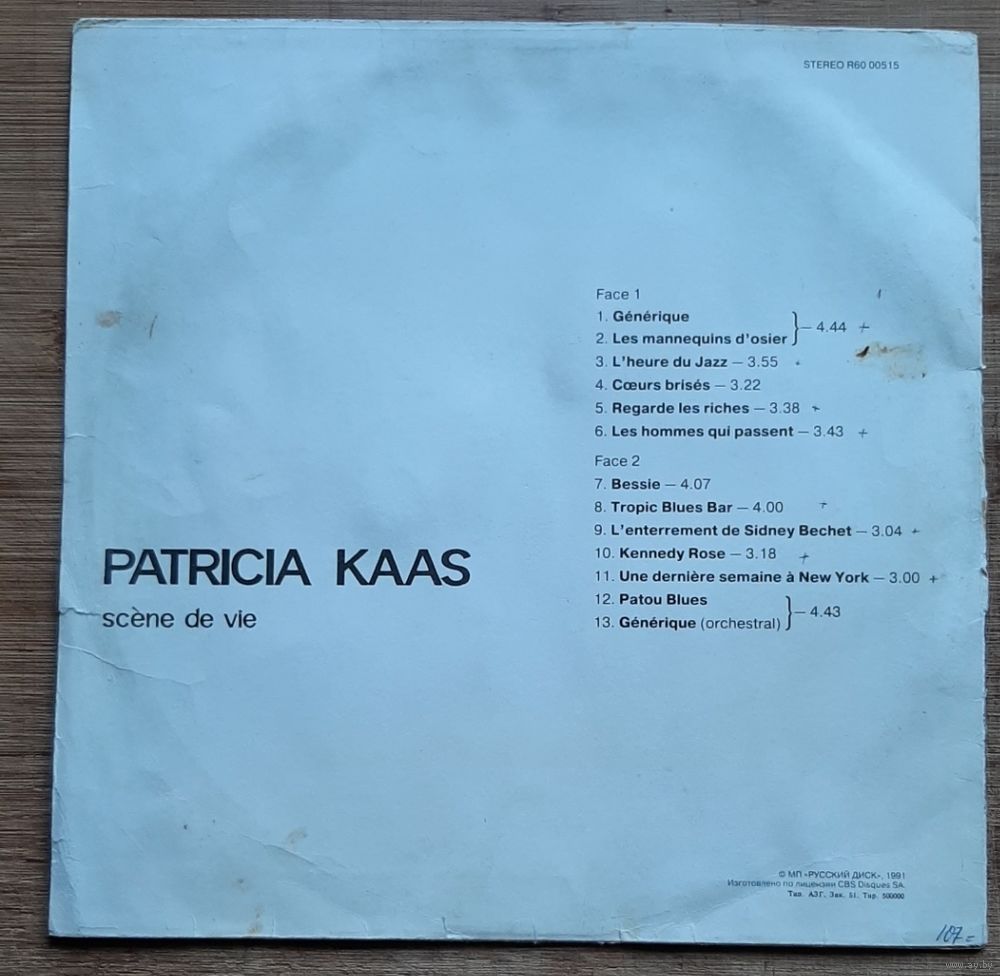 STEREO R60 00515
Face 1
1. Générique
2. Les mannequins d'osier } — 4.44 +
3. L'heure du Jazz — 3.55
4. Cœurs brisés — 3.22
5. Regarde les riches — 3.38 +
6. Les hommes qui passent — 3.43 +
Face 2
7. Bessie — 4.07
8. Tropic Blues Bar — 4.00 +
9. L'enterrement de Sidney Bechet — 3.04 +
10. Kennedy Rose — 3.18 +
11. Une dernière semaine à New York — 3.00 +
12. Patou Blues
13. Générique (orchestral) } — 4.43
PATRICIA KAAS
scène de vie
© МП «РУССКИЙ ДИСК», 1991
Изготовлено по лицензии CBS Disques SA.
Тип. АЗГ. Зак. 51. Тир. 500000
107=
www.ay.by